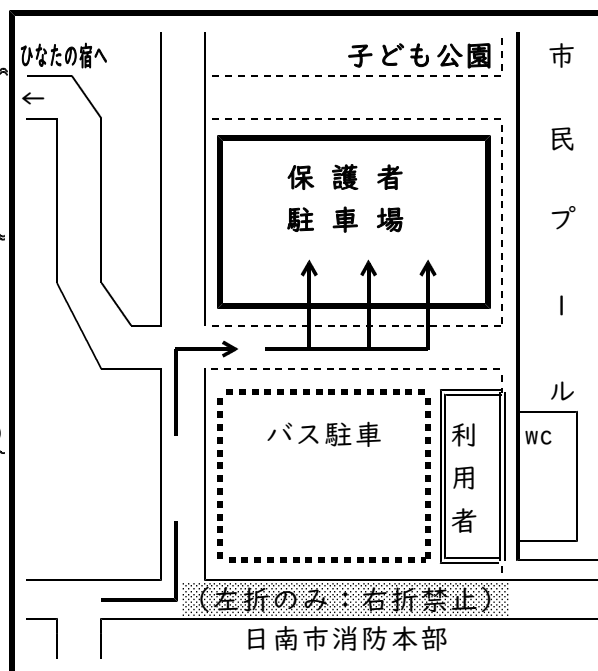 ひなたの宿へ
←
子ども公園
市民プール
保護者
駐車場
バス駐車
利用者
WC
（左折のみ：右折禁止）
日南市消防本部